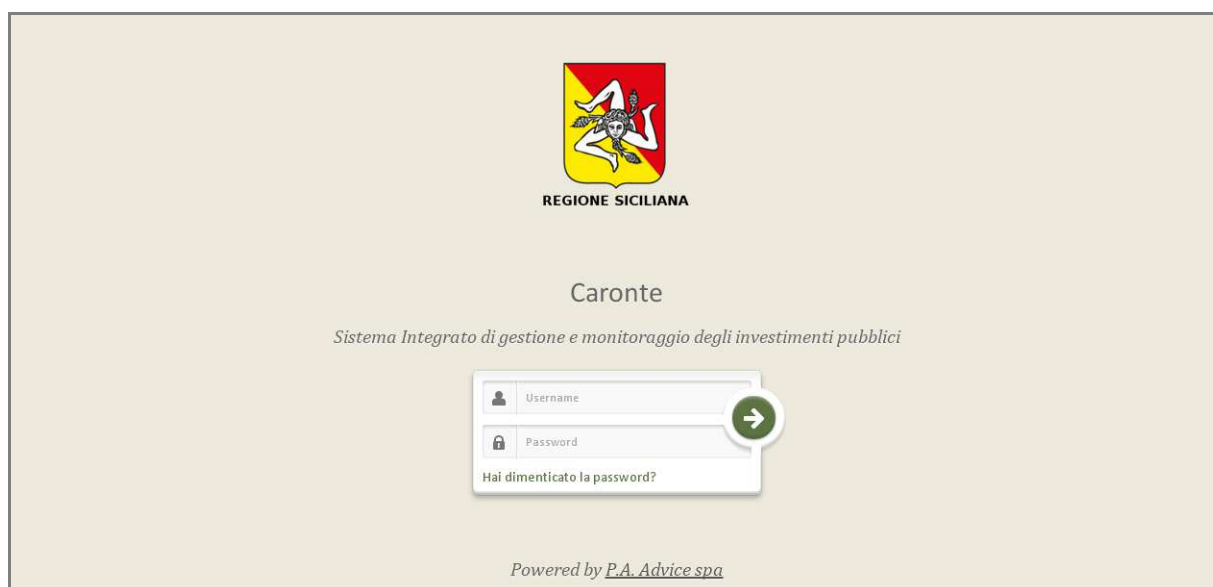 REGIONE SICILIANA
Caronte
Sistema Integrato di gestione e monitoraggio degli investimenti pubblici
Username
Password
Hai dimenticato la password?
Powered by P.A. Advice spa